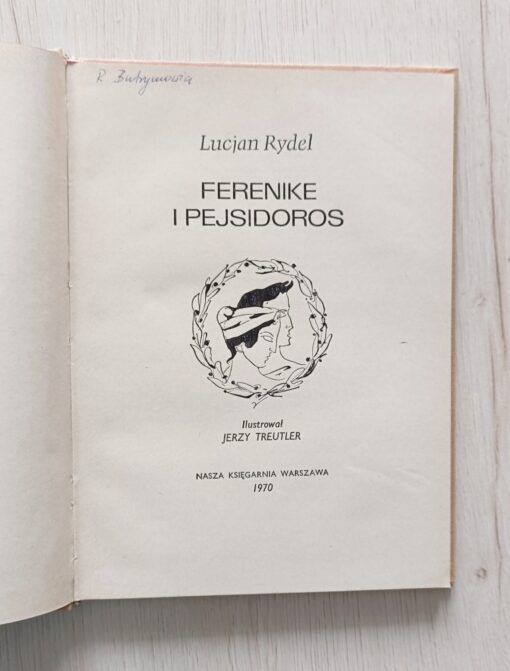 R
Lucjan Rydel
FERENIKE
I PEJSIDOROS
Ilustrował
JERZY TREUTLER
NASZA KSIĘGARNIA WARSZAWA
1970